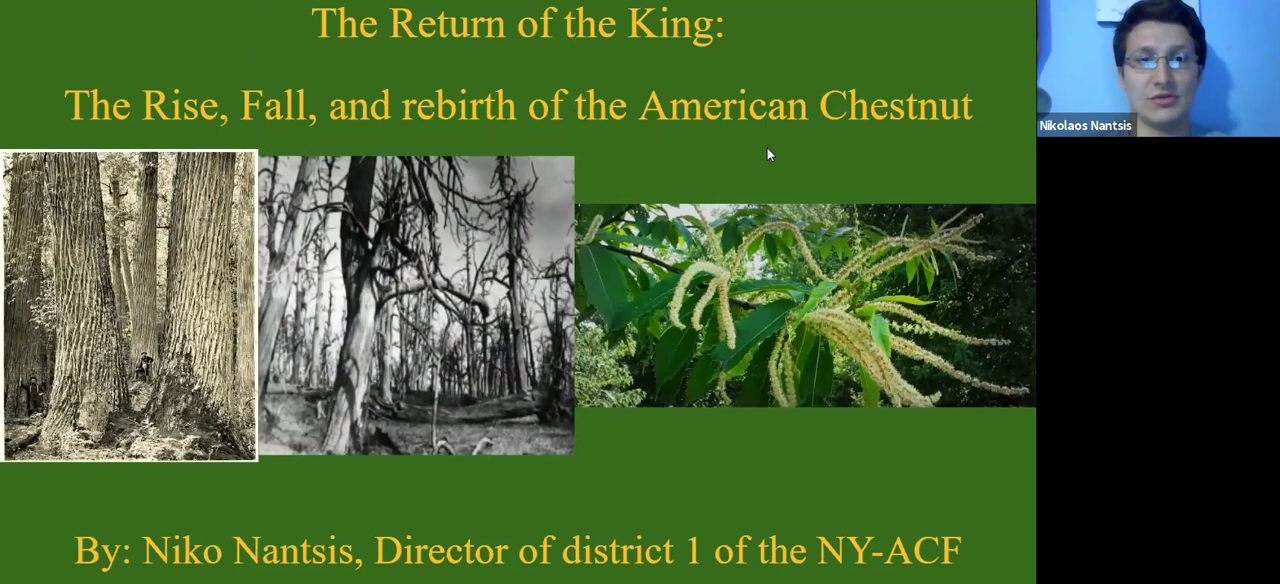 The Return of the King:
The Rise, Fall, and rebirth of the American Chestnut
Nikolaos Nantsis
By: Niko Nantsis, Director of district 1 of the NY-ACF